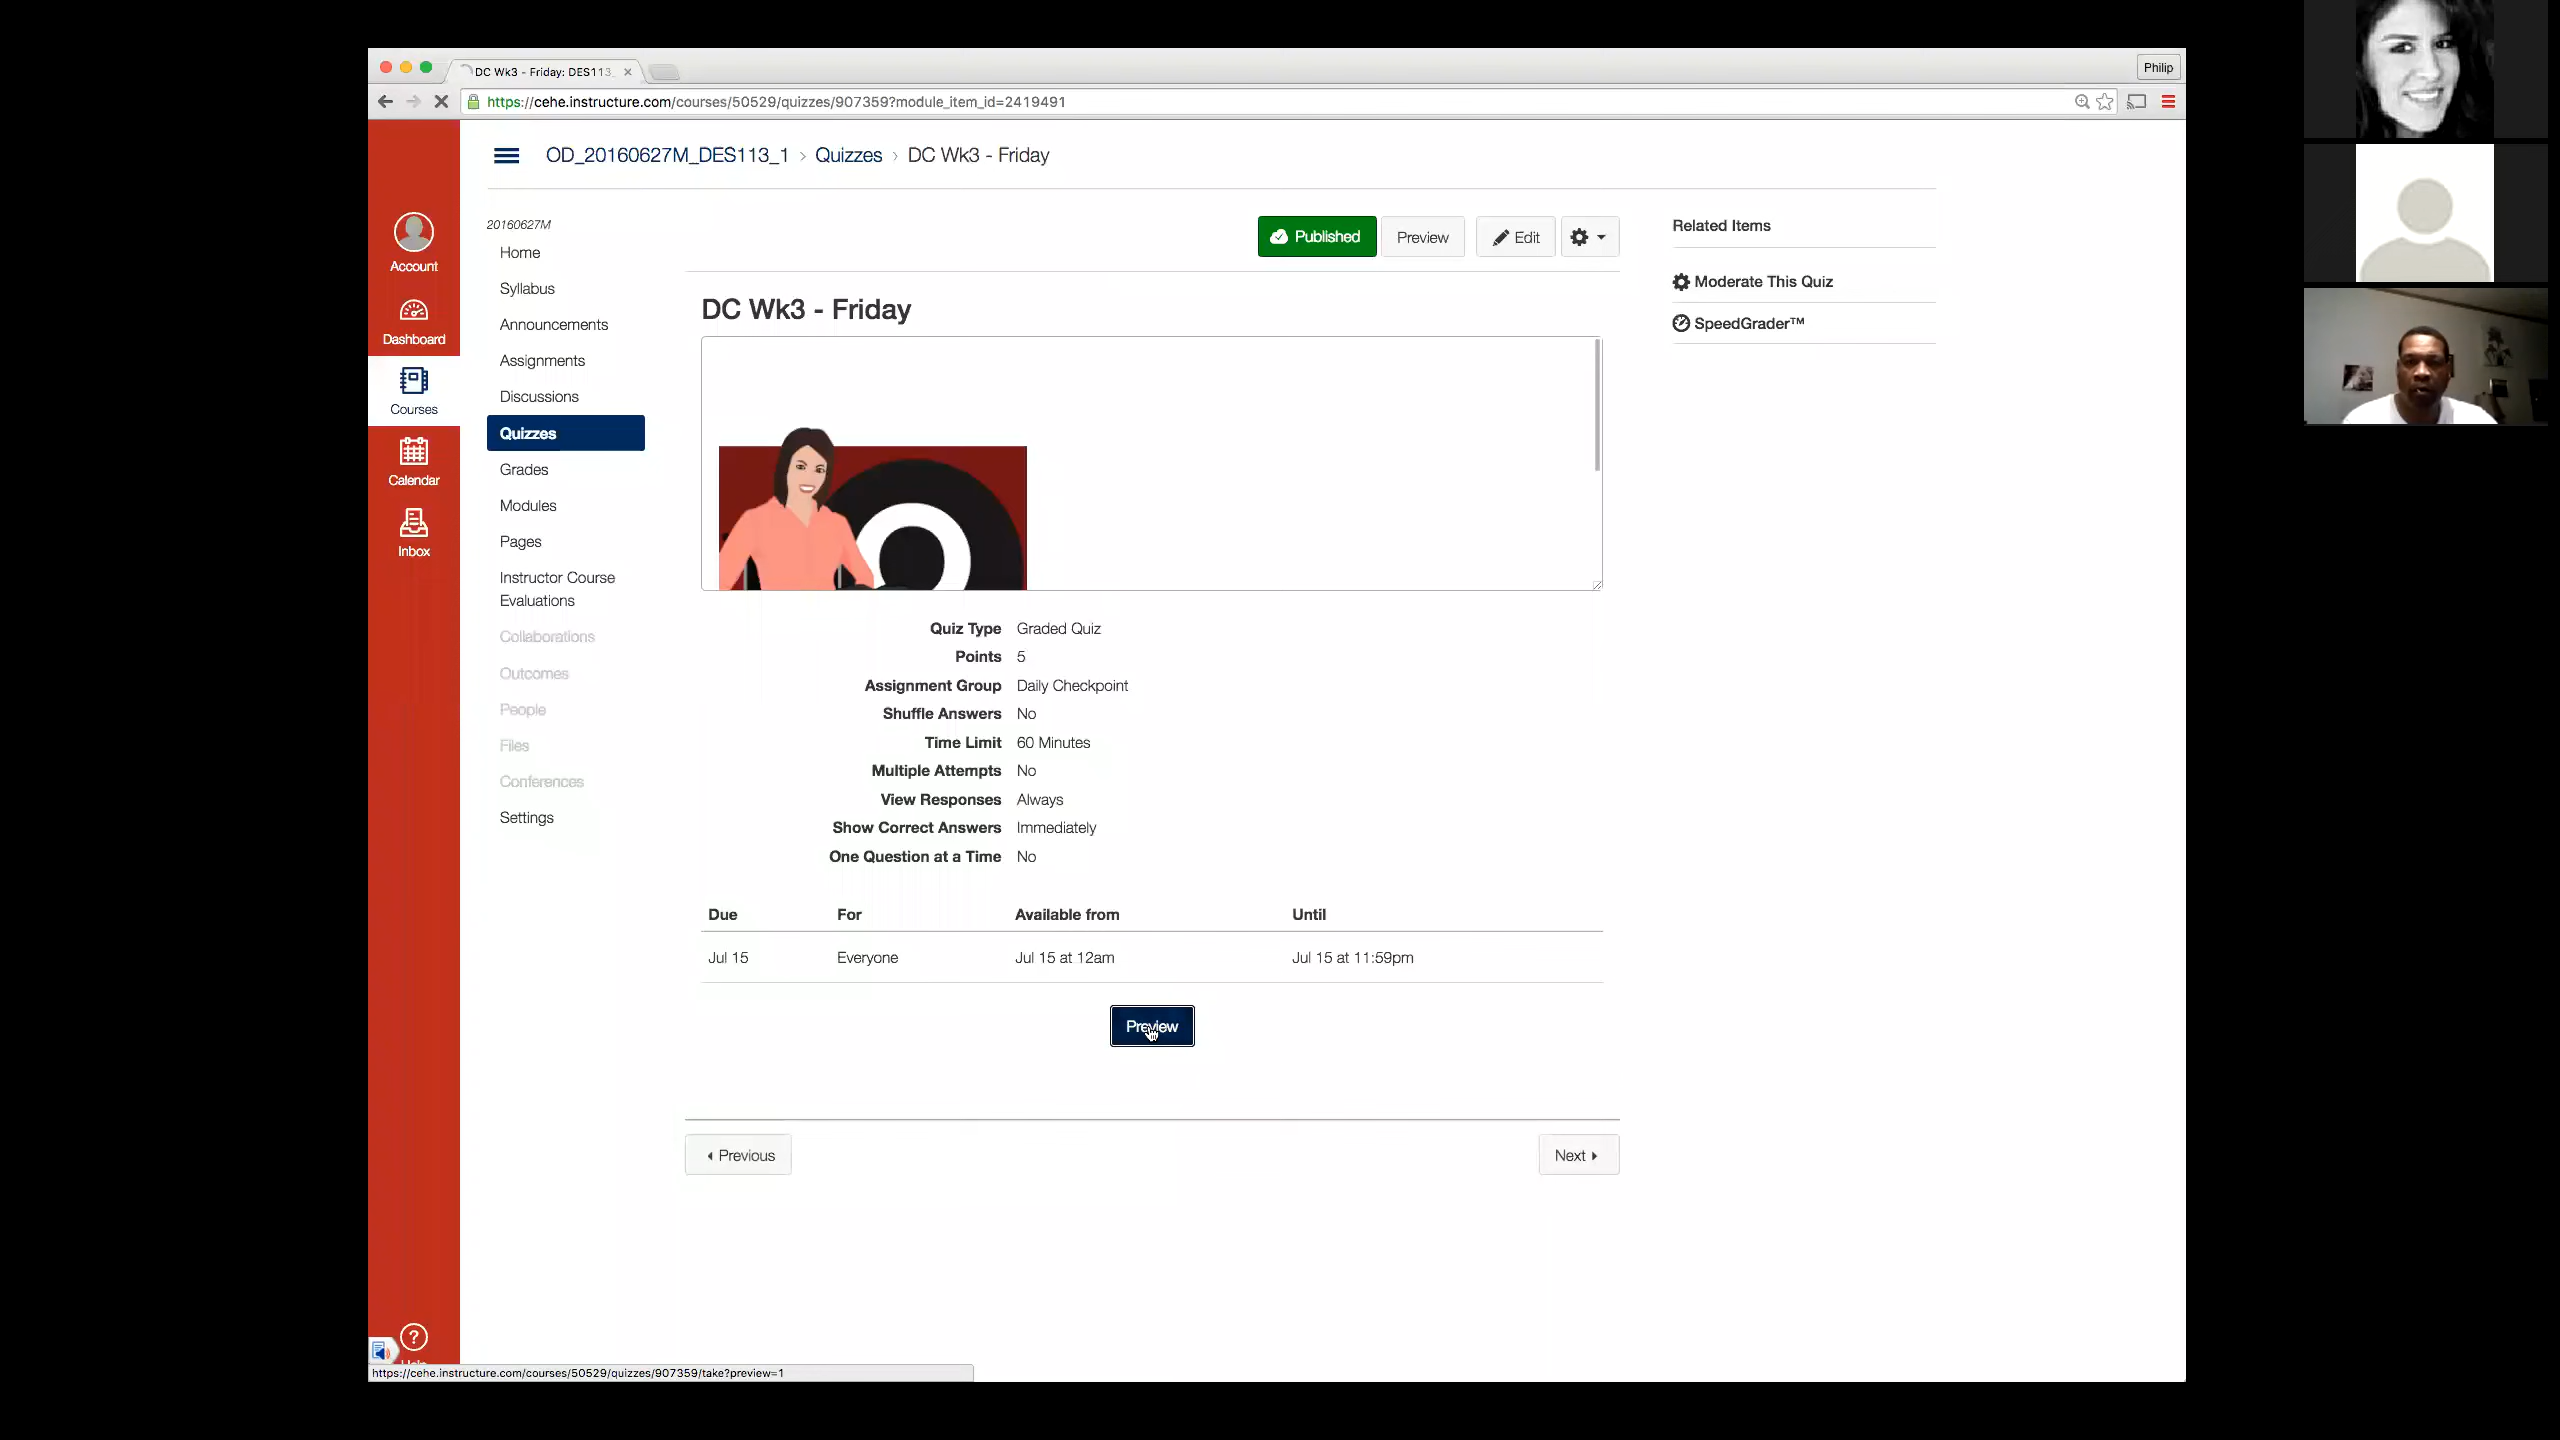 DC Wk3 - Friday: DES113
Philip
https://cehe.instructure.com/courses/50529/quizzes/907359?module_item_id=2419491
OD_20160627M_DES113_1 › Quizzes › DC Wk3 - Friday
Account
Dashboard
Courses
Calendar
Inbox
20160627M
Home
Syllabus
Announcements
Assignments
Discussions
Quizzes
Grades
Modules
Pages
Instructor Course
Evaluations
Collaborations
Outcomes
People
Files
Conferences
Settings
Published
Preview
Edit
Related Items
Moderate This Quiz
SpeedGrader™
DC Wk3 - Friday
Quiz Type Graded Quiz
Points 5
Assignment Group Daily Checkpoint
Shuffle Answers No
Time Limit 60 Minutes
Multiple Attempts No
View Responses Always
Show Correct Answers Immediately
One Question at a Time No
Due For Available from Until
Jul 15 Everyone Jul 15 at 12am Jul 15 at 11:59pm
Preview
Previous
Next
Help
https://cehe.instructure.com/courses/50529/quizzes/907359/take?preview=1